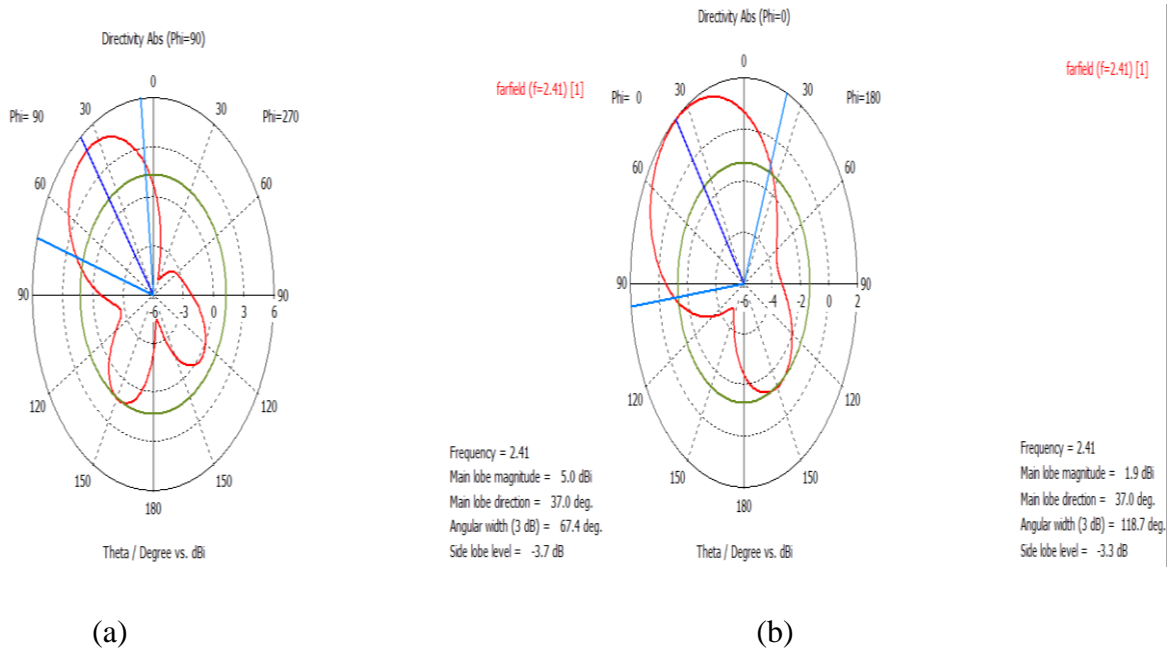 Directivity Abs (Phi=90)
farfield (f=2.41) [1]
Phi= 90
30
0
30
Phi=270
60
60
90
-6
-3
0
3
6
90
120
120
150
150
180
Theta / Degree vs. dBi
Frequency = 2.41
Main lobe magnitude = 5.0 dBi
Main lobe direction = 37.0 deg.
Angular width (3 dB) = 67.4 deg.
Side lobe level = -3.7 dB
(a)
Directivity Abs (Phi=0)
farfield (f=2.41) [1]
Phi= 0
30
0
30
Phi=180
60
60
90
-6
-4
-2
0
2
90
120
120
150
150
180
Theta / Degree vs. dBi
Frequency = 2.41
Main lobe magnitude = 1.9 dBi
Main lobe direction = 37.0 deg.
Angular width (3 dB) = 118.7 deg.
Side lobe level = -3.3 dB
(b)